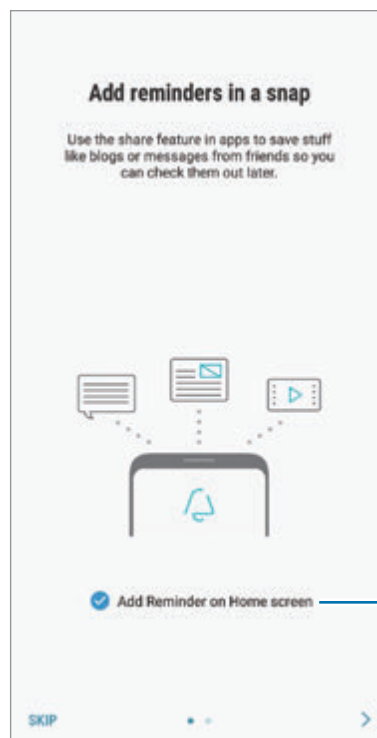 Add reminders in a snap
Use the share feature in apps to save stuff
like blogs or messages from friends so you
can check them out later.
Add Reminder on Home screen
SKIP